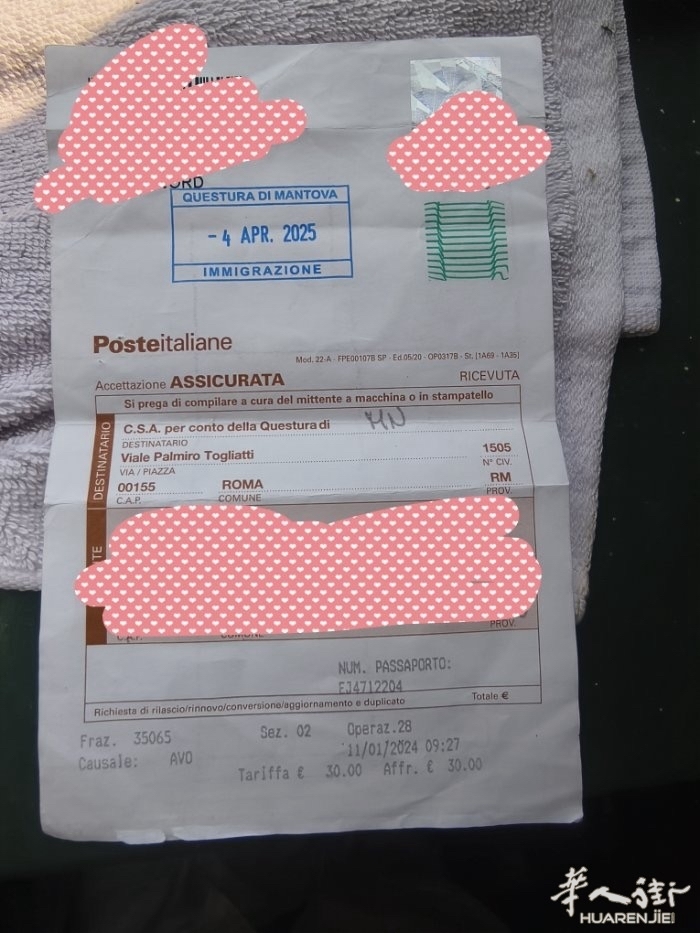 ORD
QUESTURA DI MANTOVA
- 4 APR. 2025
IMMIGRAZIONE
Posteitaliane
Mod. 22-A - FPE00107B SP - Ed.05/20 - OP0317B - St. [1A69 - 1A35]
Accettazione ASSICURATA RICEVUTA
Si prega di compilare a cura del mittente a macchina o in stampatello
DESTINATARIO
C.S.A. per conto della Questura di MN
DESTINATARIO
Viale Palmiro Togliatti 1505
VIA / PIAZZA N° CIV.
00155 ROMA RM
C.A.P. COMUNE PROV.
TE
C.A.P. COMUNE PROV.
NUM. PASSAPORTO:
EJ4712204
Richiesta di rilascio/rinnovo/conversione/aggiornamento e duplicato Totale €
Fraz. 35065 Sez. 02 Operaz.28
Causale: AVO 11/01/2024 09:27
Tariffa € 30.00 Affr. € 30.00
華人街
HUARENJIE